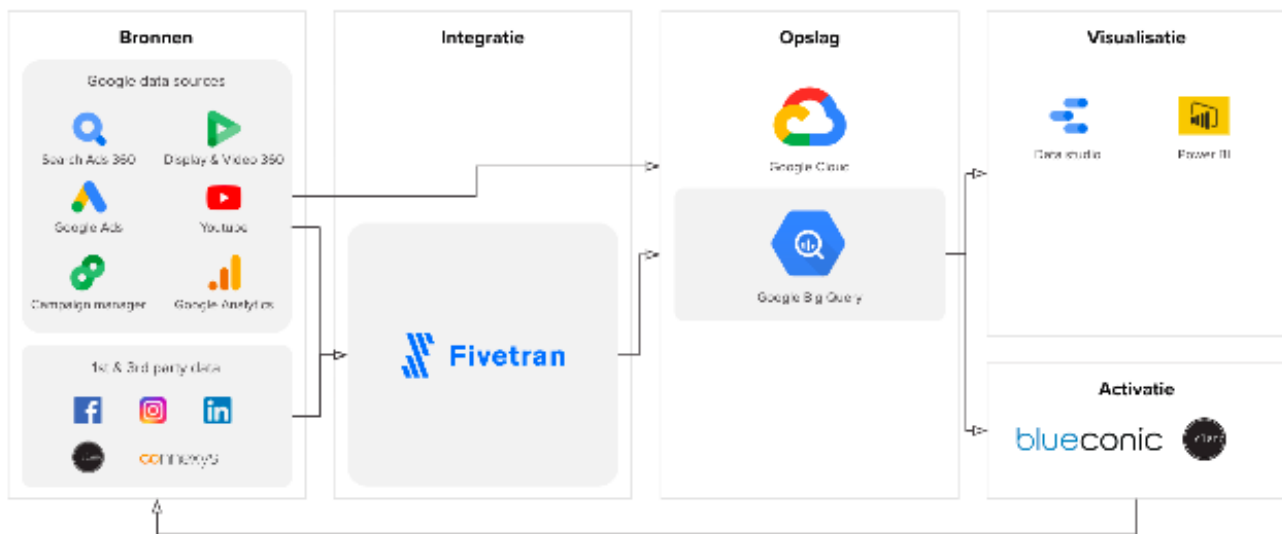 Bronnen
Google data sources
Search Ads 360
Display & Video 360
Google Ads
Youtube
Campaign manager
Google Analytics
1st & 3rd party data
connexys
Integratie
Fivetran
Opslag
Google Cloud
Google Big Query
Visualisatie
Data studio
Power BI
Activatie
blueconic